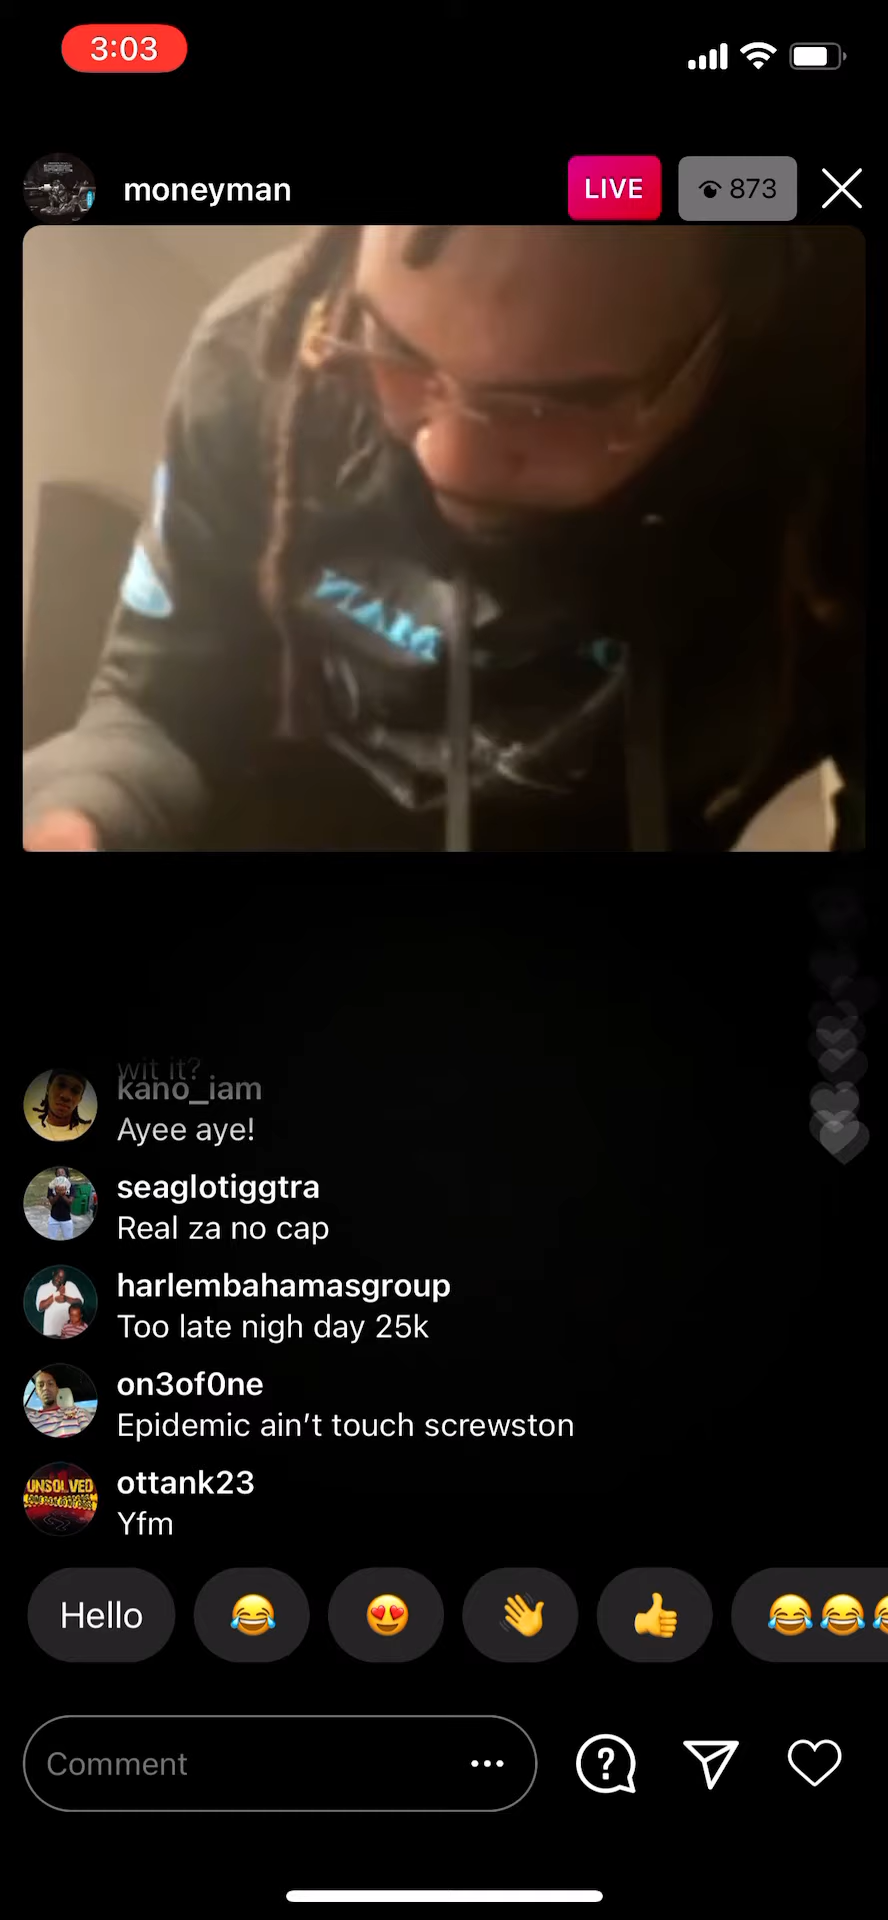 3:03
moneyman
LIVE
873
wit it?
kano_iam
Ayee aye!
seaglotiggtra
Real za no cap
harlembahamasgroup
Too late nigh day 25k
on3of0ne
Epidemic ain't touch screwston
UNSOLVED
ottank23
Yfm
Hello
Comment